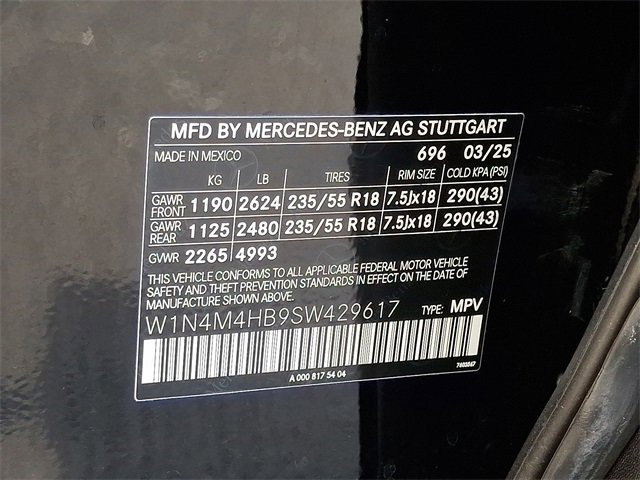 MFD BY MERCEDES-BENZ AG STUTTGART
MADE IN MEXICO 696 03/25
KG LB TIRES RIM SIZE COLD KPA (PSI)
GAWR FRONT 1190 2624 235/55 R18 7.5Jx18 290(43)
GAWR REAR 1125 2480 235/55 R18 7.5Jx18 290(43)
GVWR 2265 4993
THIS VEHICLE CONFORMS TO ALL APPLICABLE FEDERAL MOTOR VEHICLE
SAFETY AND THEFT PREVENTION STANDARDS IN EFFECT ON THE DATE OF
MANUFACTURE.
W1N4M4HB9SW429617 TYPE: MPV
A 000 817 54 04 7603567